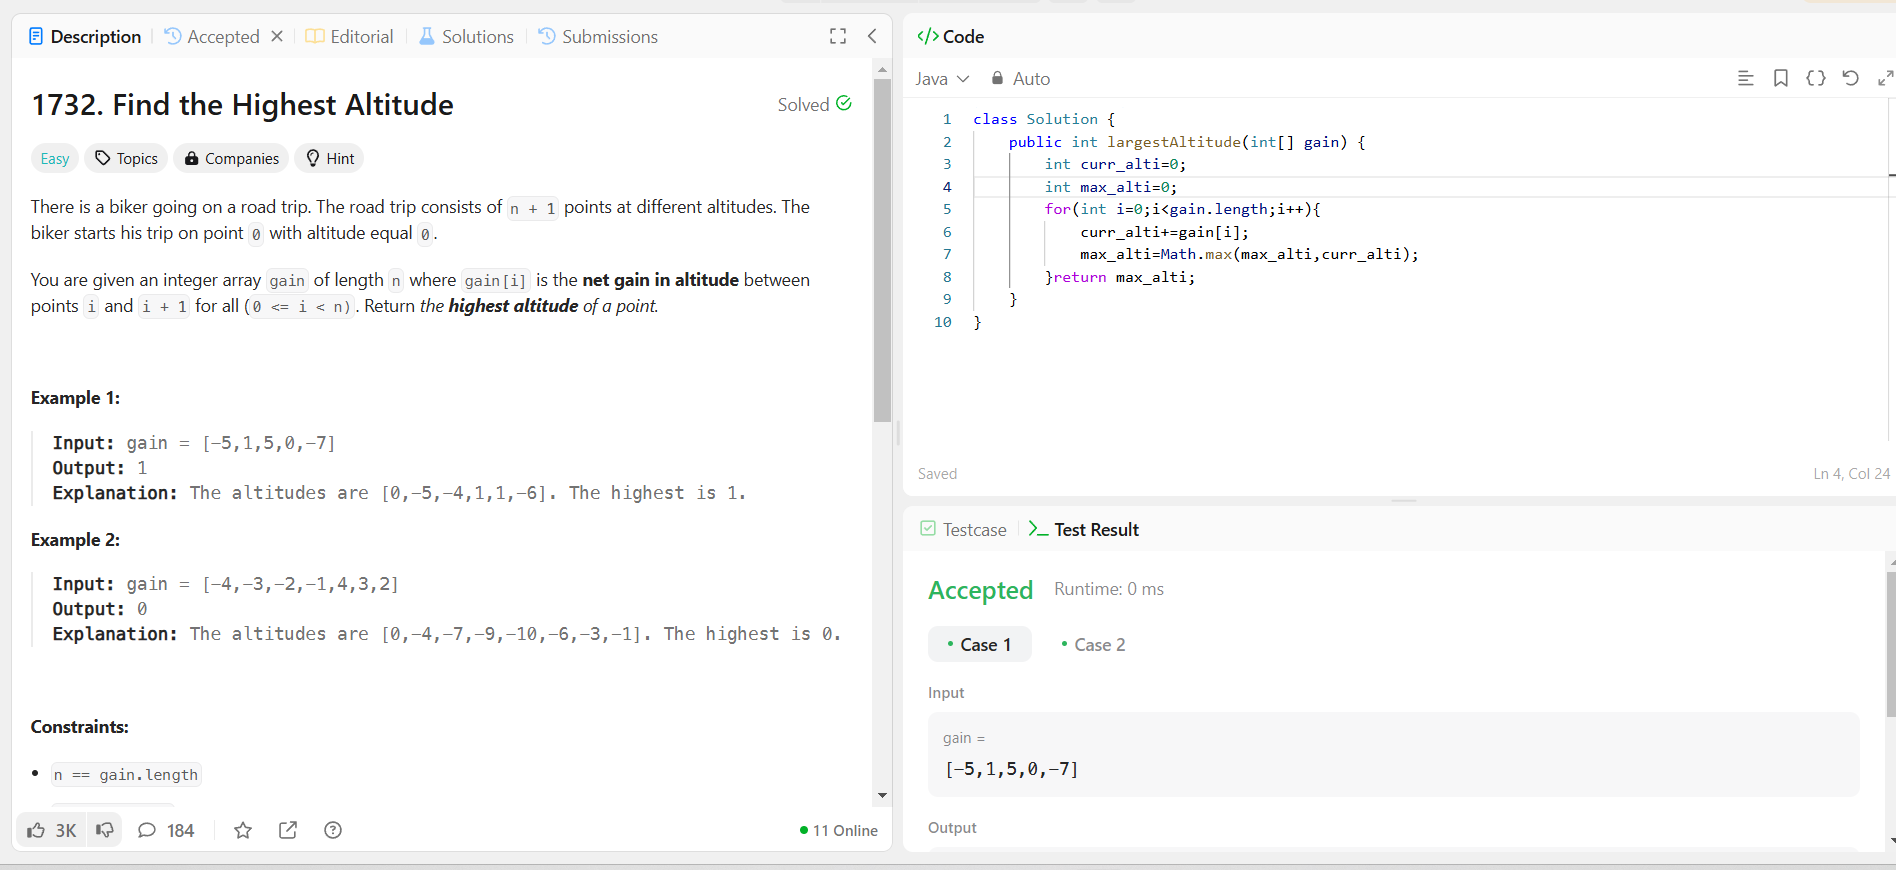 Description
Accepted
Editorial
Solutions
Submissions
1732. Find the Highest Altitude
Solved
Easy
Topics
Companies
Hint
There is a biker going on a road trip. The road trip consists of n + 1 points at different altitudes. The
biker starts his trip on point 0 with altitude equal 0.
You are given an integer array gain of length n where gain[i] is the net gain in altitude between
points i and i + 1 for all (0 <= i < n). Return the highest altitude of a point.
Example 1:
Input: gain = [-5,1,5,0,-7]
Output: 1
Explanation: The altitudes are [0,-5,-4,1,1,-6]. The highest is 1.
Example 2:
Input: gain = [-4,-3,-2,-1,4,3,2]
Output: 0
Explanation: The altitudes are [0,-4,-7,-9,-10,-6,-3,-1]. The highest is 0.
Constraints:
• n == gain.length
3K
184
11 Online
</> Code
Java
Auto
1 class Solution {
2 public int largestAltitude(int[] gain) {
3 int curr_alti=0;
4 int max_alti=0;
5 for(int i=0;i<gain.length;i++){
6 curr_alti+=gain[i];
7 max_alti=Math.max(max_alti,curr_alti);
8 }return max_alti;
9 }
10 }
Saved
Ln 4, Col 24
Testcase
>_ Test Result
Accepted
Runtime: 0 ms
• Case 1
• Case 2
Input
gain =
[-5,1,5,0,-7]
Output